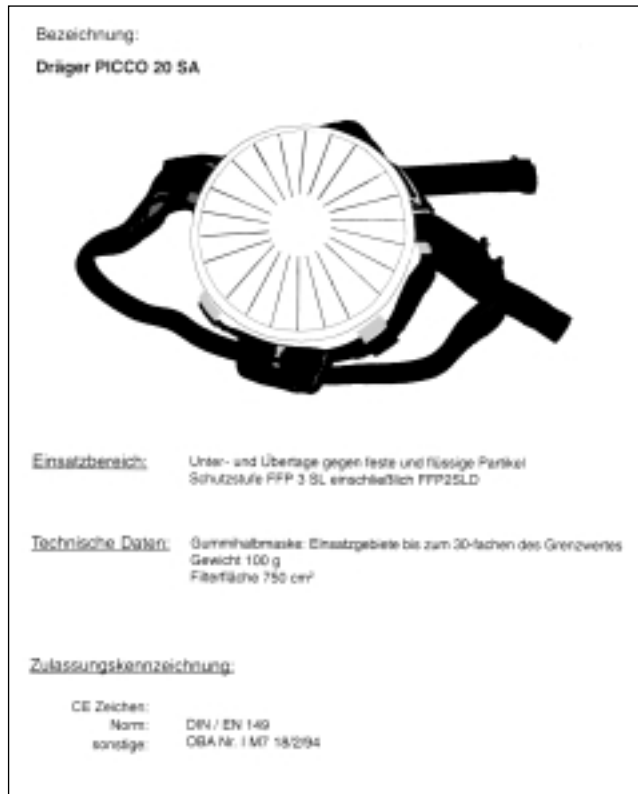 Bezeichnung:
Dräger PICCO 20 SA
Einsatzbereich: Unter- und Übertage gegen feste und flüssige Partikel
Schutzstufe FFP 3 SL einschließlich FFP2SLD
Technische Daten: Gummihalbmaske: Einsatzgebiete bis zum 30-fachen des Grenzwertes
Gewicht 100 g
Filterfläche 750 cm²
Zulassungskennzeichnung:
CE Zeichen:
Norm: DIN / EN 149
sonstige: OBA Nr. I M7 18/2/94